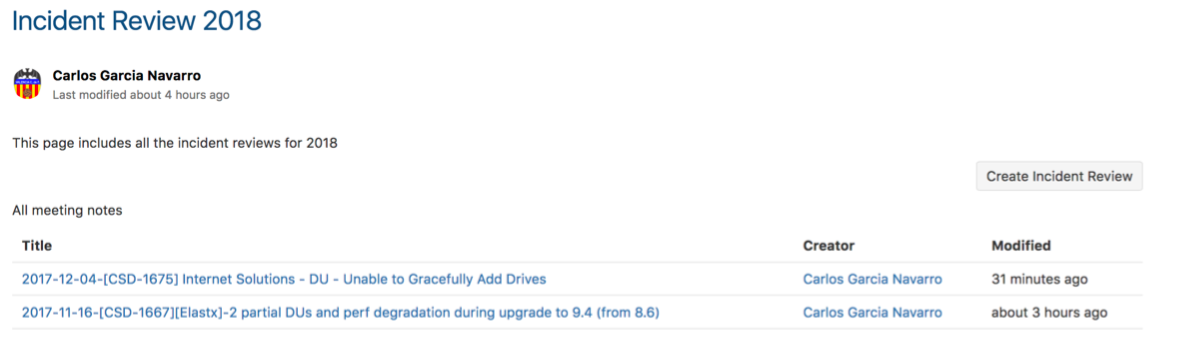 Incident Review 2018
Carlos Garcia Navarro
Last modified about 4 hours ago
This page includes all the incident reviews for 2018
Create Incident Review
All meeting notes
Title Creator Modified
2017-12-04-[CSD-1675] Internet Solutions - DU - Unable to Gracefully Add Drives Carlos Garcia Navarro 31 minutes ago
2017-11-16-[CSD-1667][Elastx]-2 partial DUs and perf degradation during upgrade to 9.4 (from 8.6) Carlos Garcia Navarro about 3 hours ago